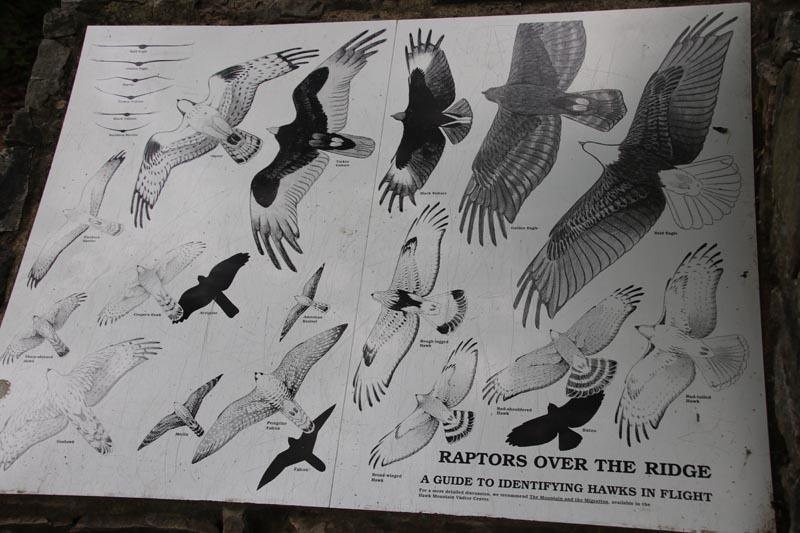 Bald Eagle
Golden Eagle
Osprey
Turkey Vulture
Black Vulture
Osprey
Turkey
Vulture
Black Vulture
Golden Eagle
Bald Eagle
Northern
Harrier
Cooper's Hawk
Accipiter
American
Kestrel
Rough-legged
Hawk
Sharp-shinned
Hawk
Goshawk
Merlin
Peregrine
Falcon
Falcon
Broad-winged
Hawk
Red-shouldered
Hawk
Buteo
Red-tailed
Hawk
RAPTORS OVER THE RIDGE
A GUIDE TO IDENTIFYING HAWKS IN FLIGHT
For a more detailed discussion, we recommend The Mountain and the Migration, available in the
Hawk Mountain Visitor Center.